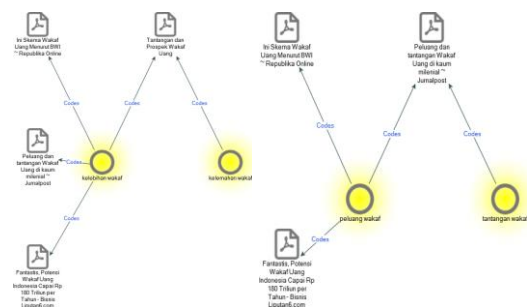 Ini Skema Wakaf
Uang Menurut BWI
~ Republika Online
Tantangan dan
Prospek Wakaf
Uang
Codes
Codes
Codes
Peluang dan
tantangan Wakaf
Uang di kaum
milenial ~
Jurnalpost
Codes
kelebihan wakaf
kelemahan wakaf
Codes
Fantastis, Potensi
Wakaf Uang
Indonesia Capai Rp
180 Triliun per
Tahun - Bisnis
Liputan6.com
Ini Skema Wakaf
Uang Menurut BWI
~ Republika Online
Peluang dan
tantangan Wakaf
Uang di kaum
milenial ~
Jurnalpost
Codes
Codes
Codes
peluang wakaf
tantangan wakaf
Codes
Fantastis, Potensi
Wakaf Uang
Indonesia Capai Rp
180 Triliun per
Tahun - Bisnis
Liputan6.com